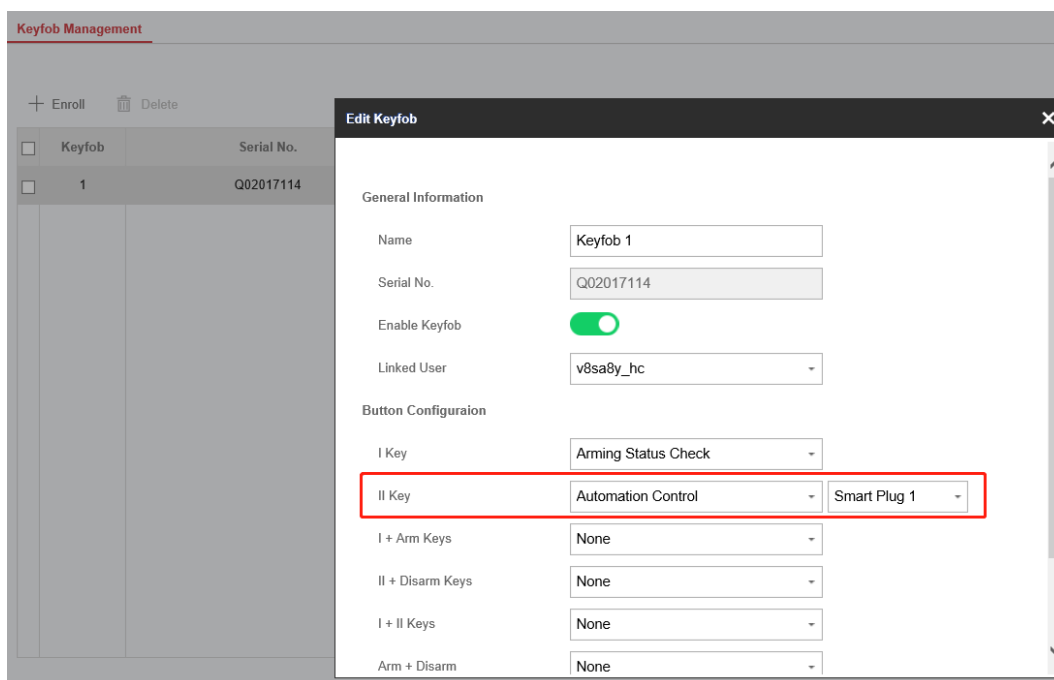 Keyfob Management
Enroll Delete
Keyfob Serial No.
1 Q02017114
Edit Keyfob
General Information
Name Keyfob 1
Serial No. Q02017114
Enable Keyfob
Linked User v8sa8y_hc
Button Configuraion
I Key Arming Status Check
II Key Automation Control Smart Plug 1
I + Arm Keys None
II + Disarm Keys None
I + II Keys None
Arm + Disarm None